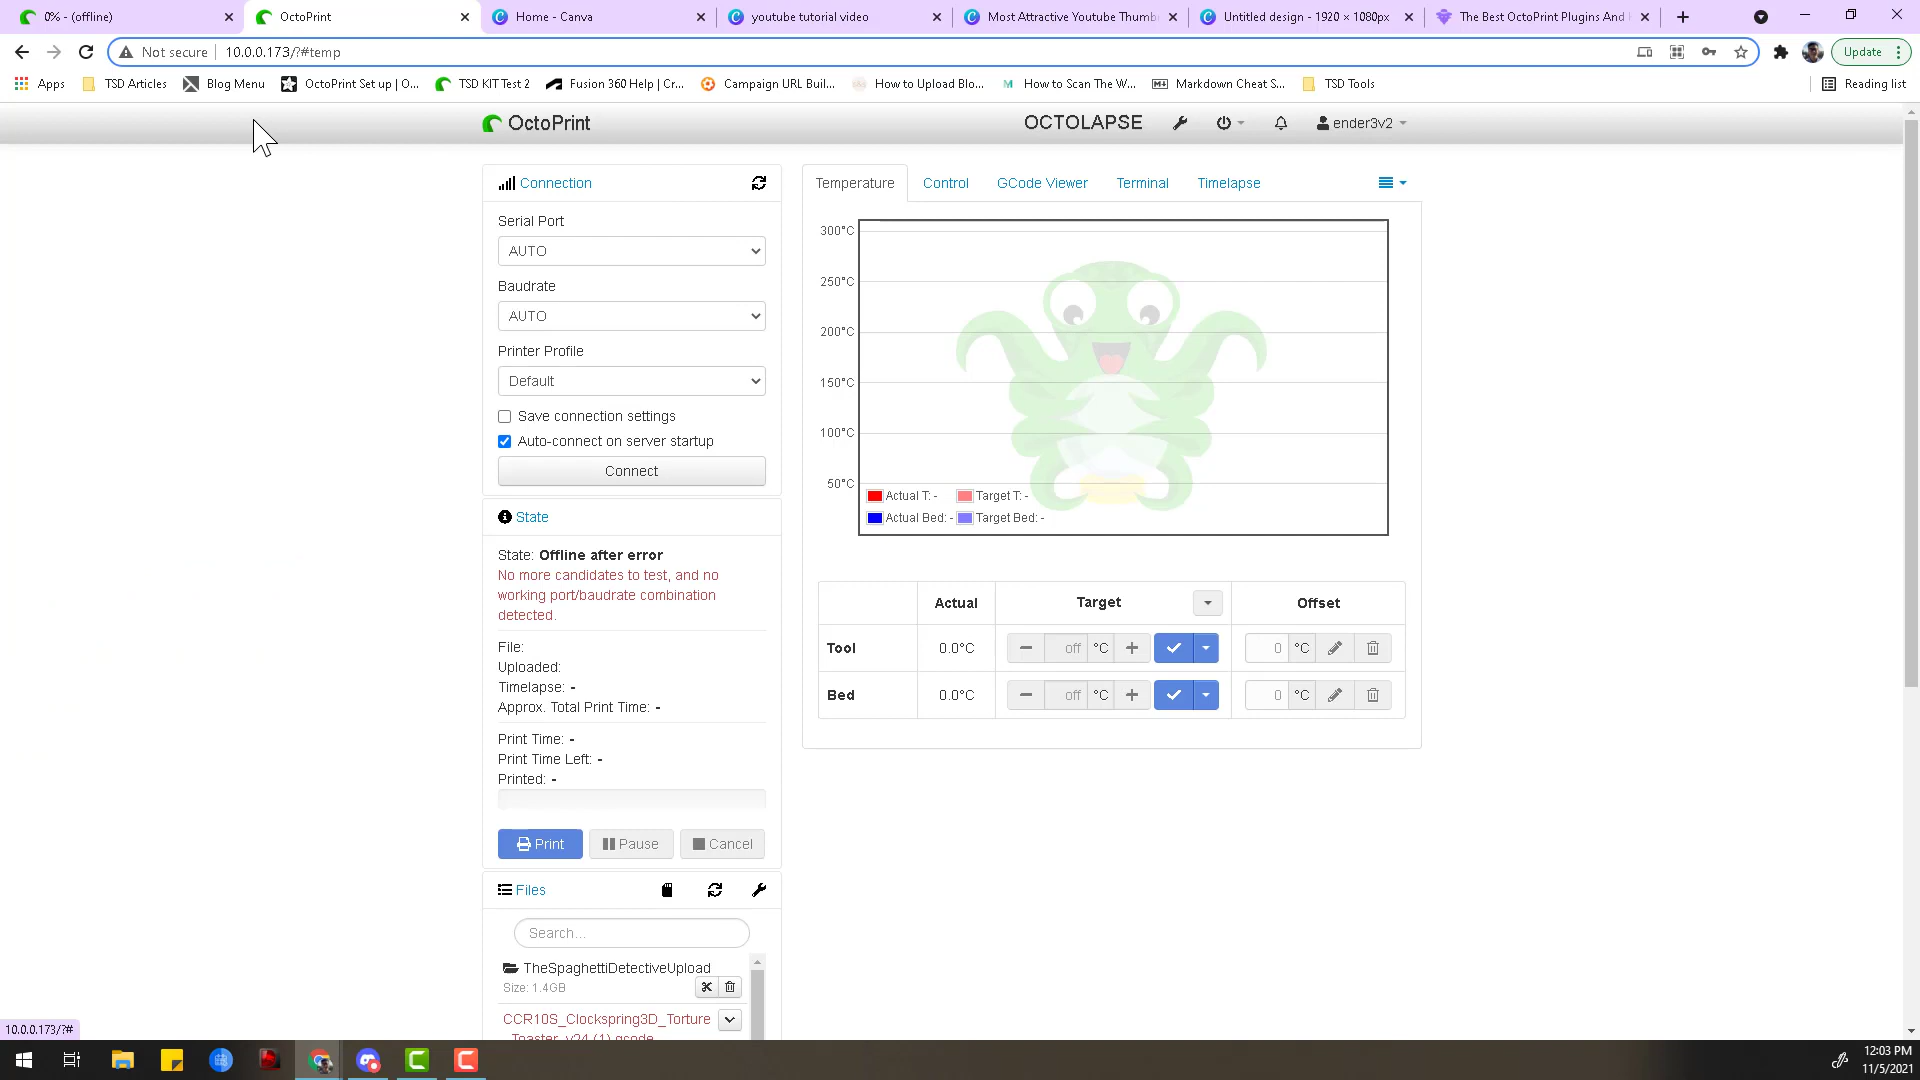 0% - (offline)
OctoPrint
Home - Canva
youtube tutorial video
Most Attractive Youtube Thumb
Untitled design - 1920 × 1080px
The Best OctoPrint Plugins And
Not secure
10.0.0.173/?#temp
Update
Apps
TSD Articles
Blog Menu
OctoPrint Set up | O...
TSD KIT Test 2
Fusion 360 Help | Cr...
Campaign URL Buil...
How to Upload Blo...
How to Scan The W...
Markdown Cheat S...
TSD Tools
Reading list
OctoPrint
OCTOLAPSE
ender3v2
Connection
Serial Port
AUTO
Baudrate
AUTO
Printer Profile
Default
Save connection settings
Auto-connect on server startup
Connect
State
State: Offline after error
No more candidates to test, and no
working port/baudrate combination
detected.
File:
Uploaded:
Timelapse: -
Approx. Total Print Time: -
Print Time: -
Print Time Left: -
Printed: -
Print
Pause
Cancel
Files
Search...
TheSpaghettiDetectiveUpload
Size: 1.4GB
CCR10S_Clockspring3D_Torture
_Toaster_v24 (1).gcode
Temperature
Control
GCode Viewer
Terminal
Timelapse
300°C
250°C
200°C
150°C
100°C
50°C
Actual T: -
Target T: -
Actual Bed: -
Target Bed: -
Actual
Target
Offset
Tool
0.0°C
off
°C
0
°C
Bed
0.0°C
off
°C
0
°C
10.0.0.173/?#
12:03 PM
11/5/2021